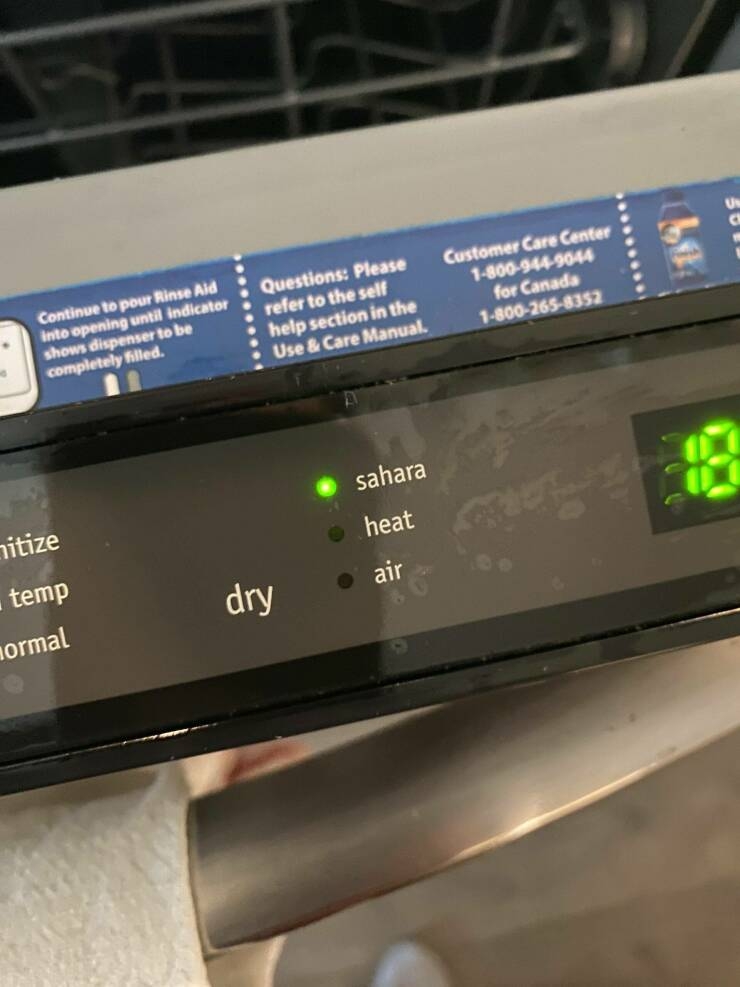 Continue to pour Rinse Aid
into opening until indicator
shows dispenser to be
completely filled.
Questions: Please
refer to the self
help section in the
Use & Care Manual.
Customer Care Center
1-800-944-9044
for Canada
1-800-265-8352
sahara
heat
air
dry
nitize
temp
normal